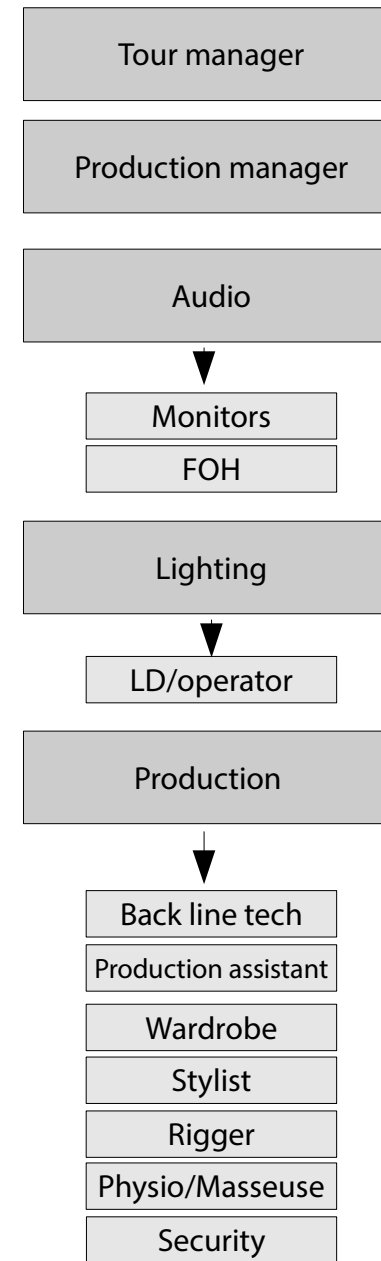 Tour manager
Production manager
Audio
Monitors
FOH
Lighting
LD/operator
Production
Back line tech
Production assistant
Wardrobe
Stylist
Rigger
Physio/Masseuse
Security